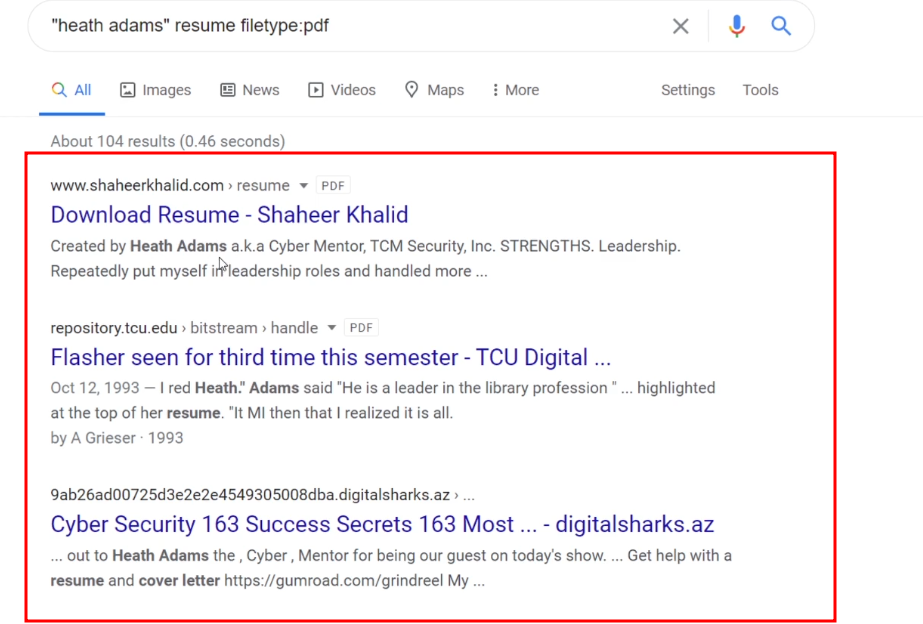 "heath adams" resume filetype:pdf
All Images News Videos Maps More Settings Tools
About 104 results (0.46 seconds)
www.shaheerkhalid.com › resume PDF
Download Resume - Shaheer Khalid
Created by Heath Adams a.k.a Cyber Mentor, TCM Security, Inc. STRENGTHS. Leadership.
Repeatedly put myself in leadership roles and handled more ...
repository.tcu.edu › bitstream › handle PDF
Flasher seen for third time this semester - TCU Digital ...
Oct 12, 1993 — I red Heath." Adams said "He is a leader in the library profession " ... highlighted
at the top of her resume. "It MI then that I realized it is all.
by A Grieser · 1993
9ab26ad00725d3e2e2e4549305008dba.digitalsharks.az › ...
Cyber Security 163 Success Secrets 163 Most ... - digitalsharks.az
... out to Heath Adams the , Cyber , Mentor for being our guest on today's show. ... Get help with a
resume and cover letter https://gumroad.com/grindreel My ...